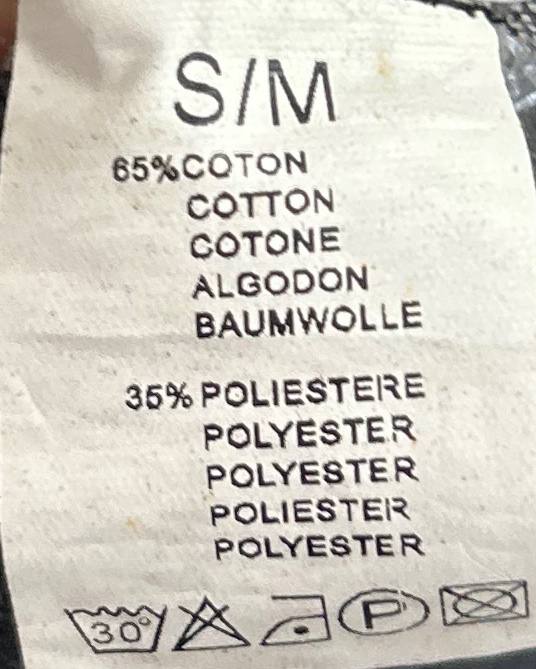 S/M
65%COTON
COTTON
COTONE
ALGODON
BAUMWOLLE
35% POLIESTERE
POLYESTER
POLYESTER
POLIESTER
POLYESTER
30° P